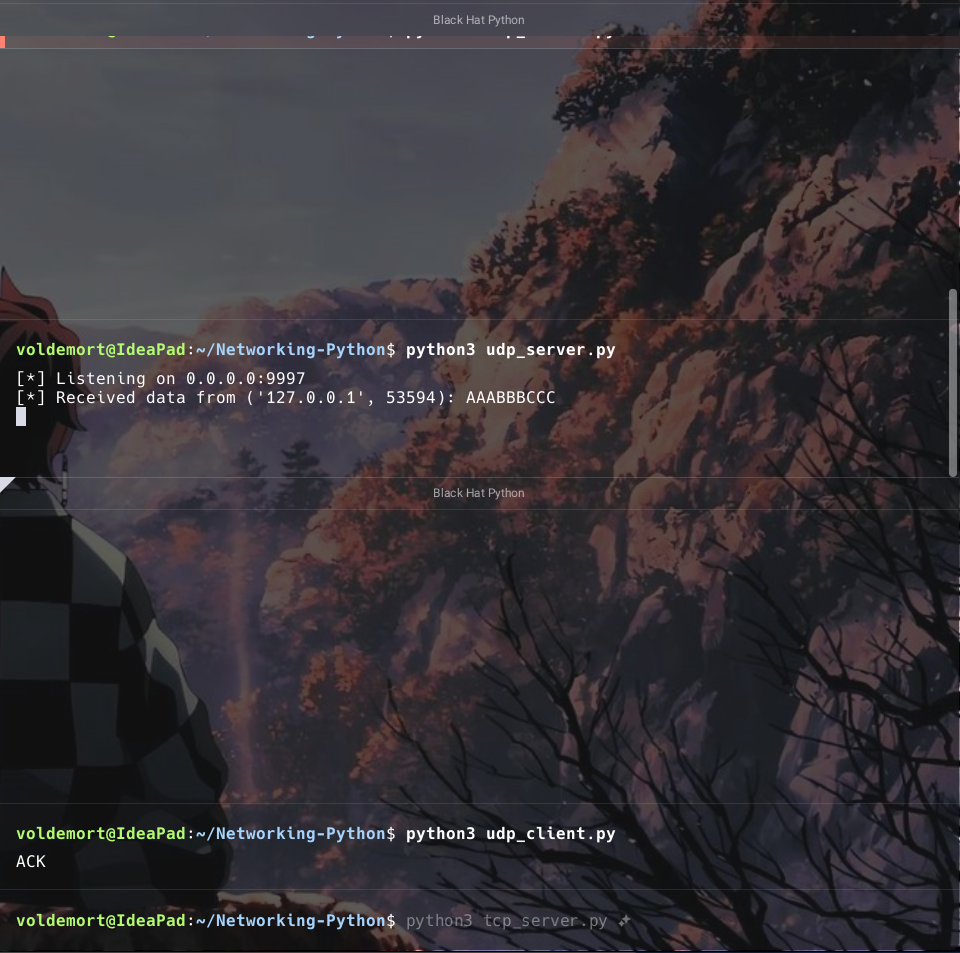 Black Hat Python
voldemort@IdeaPad:~/Networking-Python$ python3 udp_server.py
[*] Listening on 0.0.0.0:9997
[*] Received data from ('127.0.0.1', 53594): AAABBBCCC
Black Hat Python
voldemort@IdeaPad:~/Networking-Python$ python3 udp_client.py
ACK
voldemort@IdeaPad:~/Networking-Python$ python3 tcp_server.py